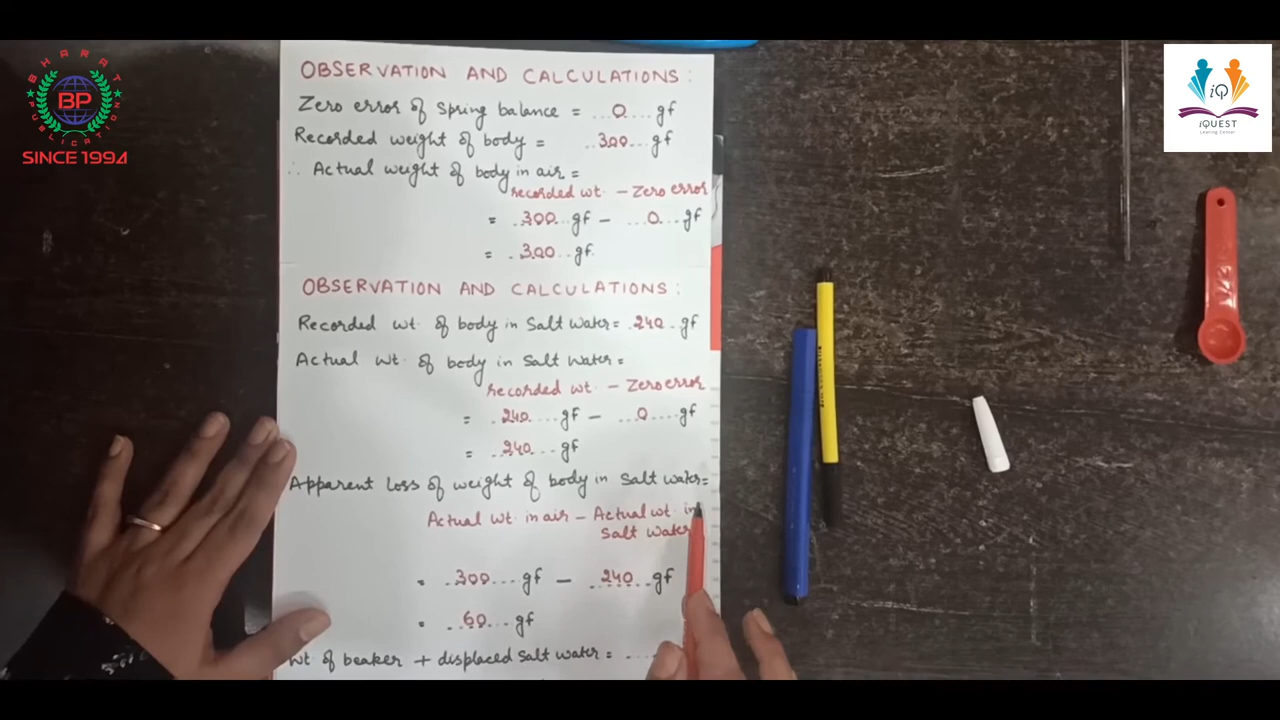 BHARAT
BP
PUBLICATION
SINCE 1994
iQ
iQUEST
Learning Center
OBSERVATION AND CALCULATIONS:
Zero error of Spring balance = ...0.... gf
Recorded weight of body = ..300... gf
∴ Actual weight of body in air =
recorded wt. - Zero error
= .300... gf - ...0... gf
= .300.. gf.
OBSERVATION AND CALCULATIONS:
Recorded wt. of body in Salt Water = .240. gf
Actual wt. of body in Salt Water =
recorded wt. - Zero error
= .240.... gf - ...0.... gf
= ..240.. gf
Apparent Loss of weight of body in Salt Water =
Actual wt. in air - Actual wt. in
Salt Water
= .300... gf - .240... gf
= ..60... gf
Wt of beaker + displaced Salt water = ....